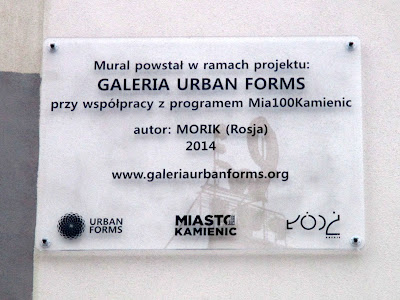 Mural powstał w ramach projektu:
GALERIA URBAN FORMS
przy współpracy z programem Mia100Kamienic
autor: MORIK (Rosja)
2014
www.galeriaurbanforms.org
URBAN
FORMS
MIASTO
KAMIENIC
ŁÓDŹ